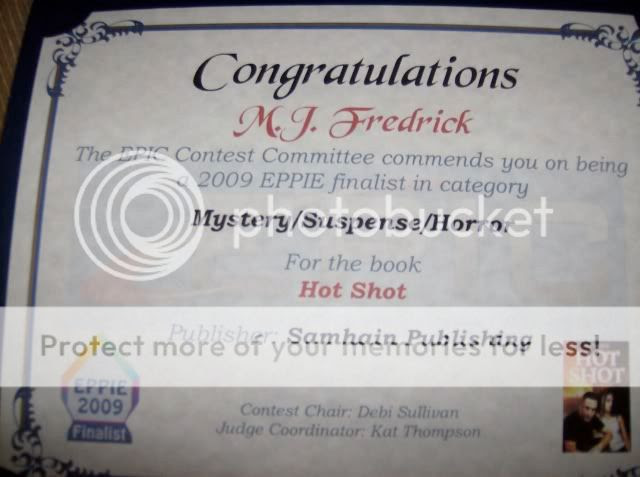 Congratulations
M.J. Fredrick
The EPIC Contest Committee commends you on being
a 2009 EPPIE finalist in category
Mystery/Suspense/Horror
photobucket
For the book
Hot Shot
Publisher: Samhain Publishing
Protect more of your memories for less!
EPPIE
2009
Finalist
HOT
SHOT
Contest Chair: Debi Sullivan
Judge Coordinator: Kat Thompson